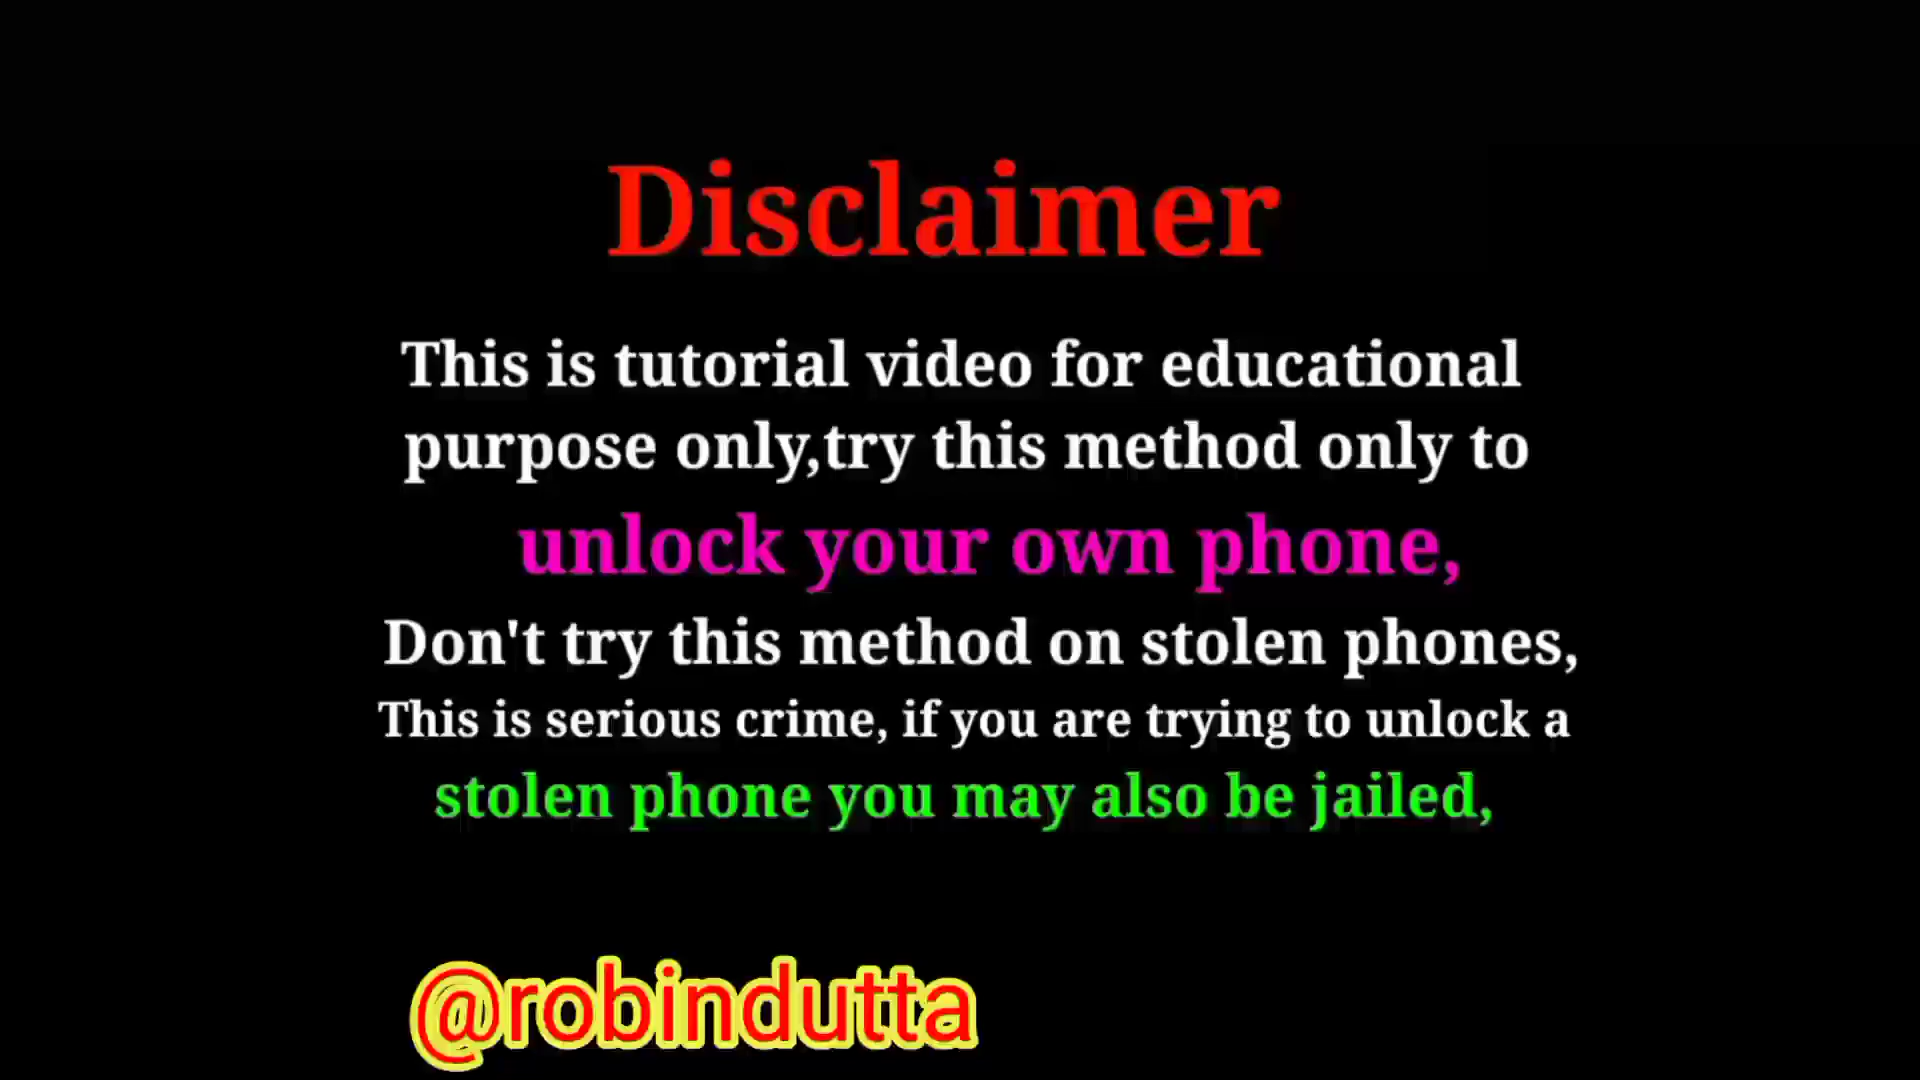 Disclaimer
This is tutorial video for educational
purpose only,try this method only to
unlock your own phone,
Don't try this method on stolen phones,
This is serious crime, if you are trying to unlock a
stolen phone you may also be jailed,
@robindutta